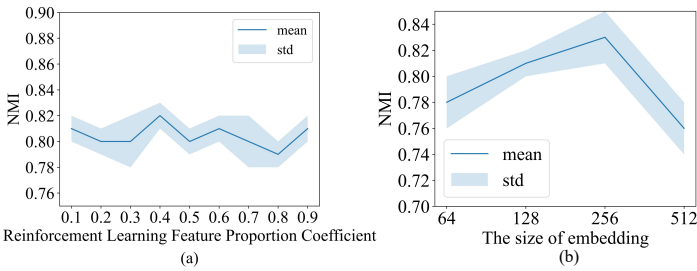 0.90
0.88
0.86
0.84
0.82
0.80
0.78
0.76
NMI
mean
std
0.1 0.2 0.3 0.4 0.5 0.6 0.7 0.8 0.9
Reinforcement Learning Feature Proportion Coefficient
(a)
0.84
0.82
0.80
0.78
0.76
0.74
0.72
0.70
NMI
mean
std
64 128 256 512
The size of embedding
(b)